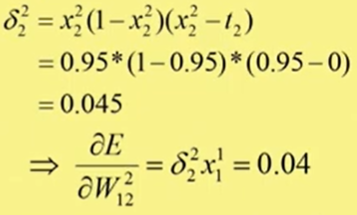 δ₂² = x₂²(1−x₂²)(x₂²−t₂)
= 0.95*(1−0.95)*(0.95−0)
= 0.045
⇒ ∂E/∂W₁₂² = δ₂²x₁¹ = 0.04